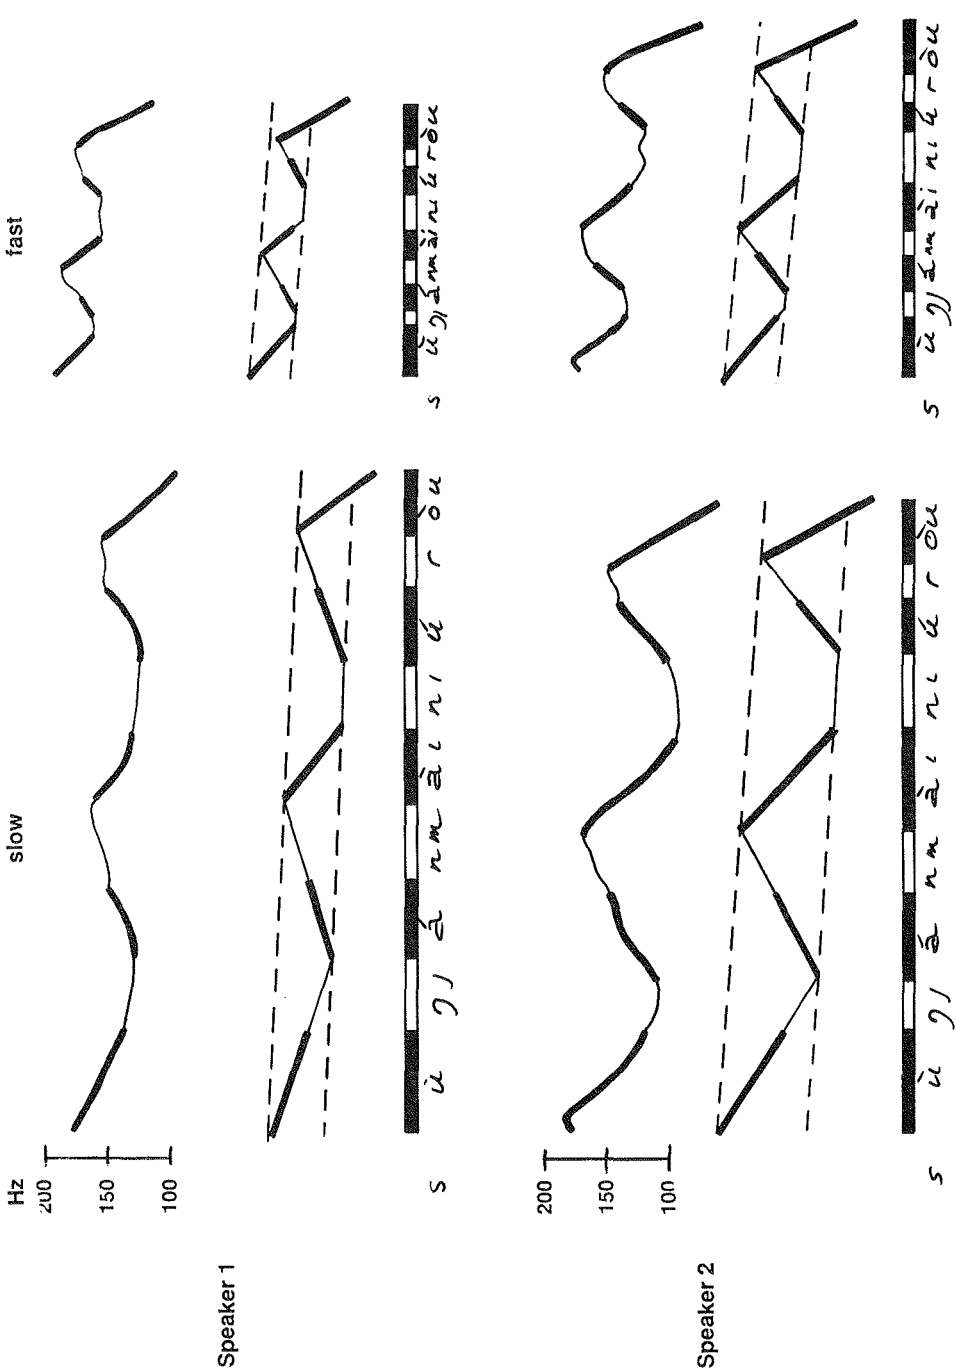 Hz slow fast
200
150
100
Speaker 1
s ù ŋ j á n m à ɩ n ɩ ú r ò u
s ù ŋ j á n m à i n ɩ ú r ò u
200
150
100
Speaker 2
s ù ŋ j á n m à ɩ n ɩ ú r ò u
s ù ŋ j á n m à i n ɩ ú r ò u